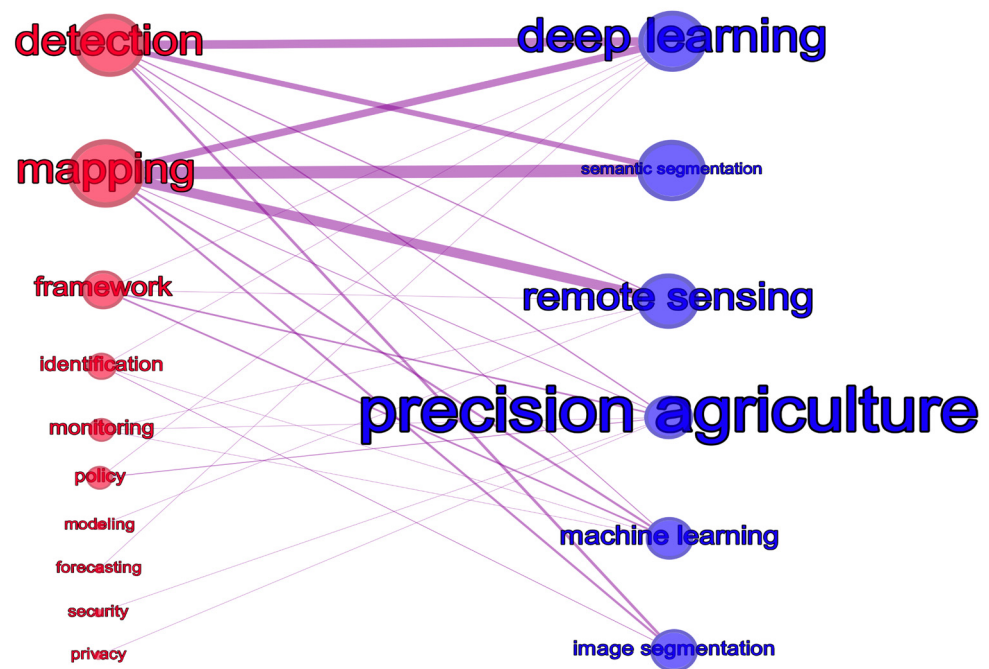 detection
mapping
framework
identification
monitoring
policy
modeling
forecasting
security
privacy
deep learning
semantic segmentation
remote sensing
precision agriculture
machine learning
image segmentation